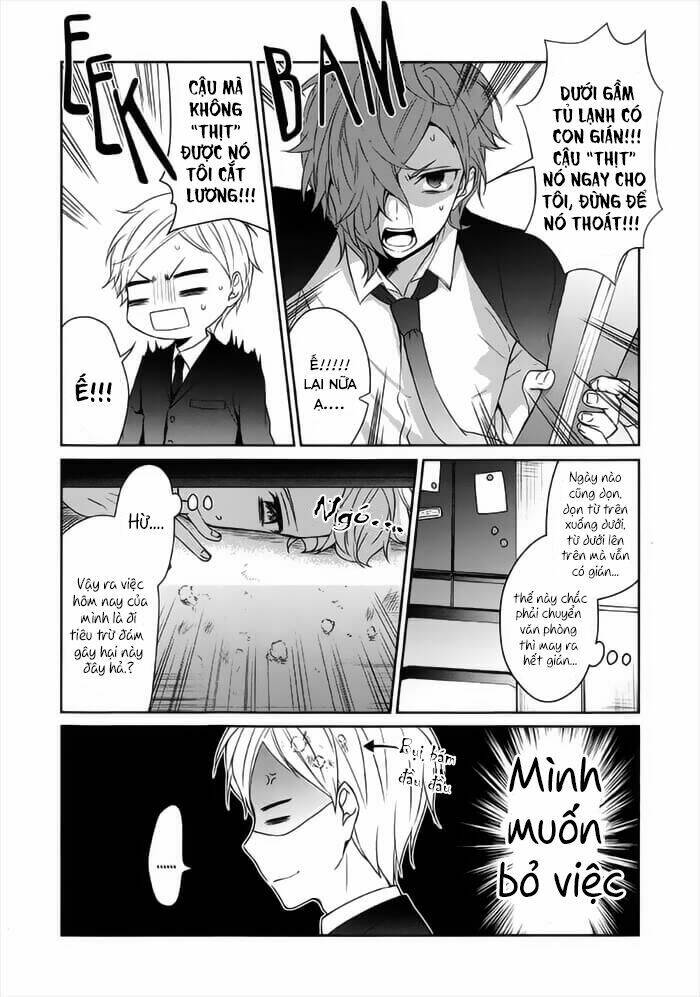 DƯỚI GẦM
TỦ LẠNH CÓ
CON GIÁN!!!
CẬU "THỊT"
NÓ NGAY CHO
TÔI, ĐỪNG ĐỂ
NÓ THOÁT!!!
BAM
Ế!!!!!
LẠI NỮA
Ạ....
EEK
CẬU MÀ
KHÔNG
"THỊT"
ĐƯỢC NÓ
TÔI CẮT
LƯƠNG!!!
Ế!!!
Ngày nào
cũng dọn,
dọn từ trên
xuống dưới,
từ dưới lên
trên mà vẫn
có gián...
thế này chắc
phải chuyển
văn phòng
thì may ra
hết gián...
Ngó...
Hừ....
Vậy ra việc
hôm nay của
mình là đi
tiêu trừ đám
gây hại này
đây hả.?
Mình
muốn
bỏ việc
Bụi bám
đầy đầu
......